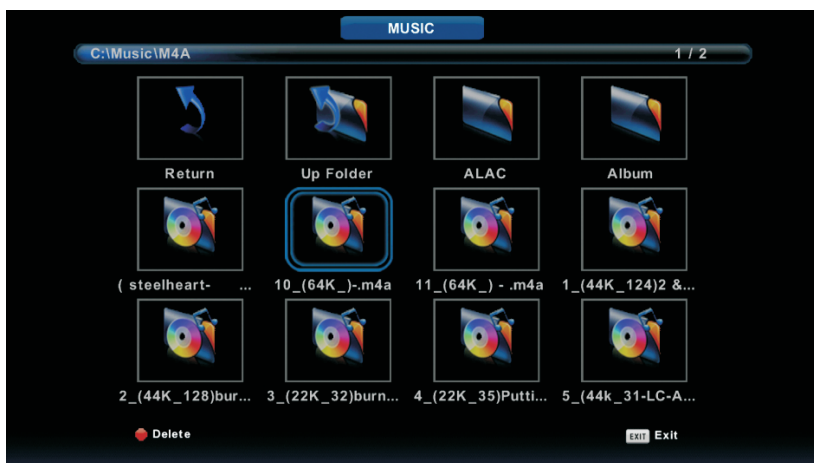 MUSIC
C:\Music\M4A 1 / 2
Return Up Folder ALAC Album
( steelheart- ... 10_(64K_)-.m4a 11_(64K_) - .m4a 1_(44K_124)2 &...
2_(44K_128)bur... 3_(22K_32)burn... 4_(22K_35)Putti... 5_(44k_31-LC-A...
Delete EXIT Exit